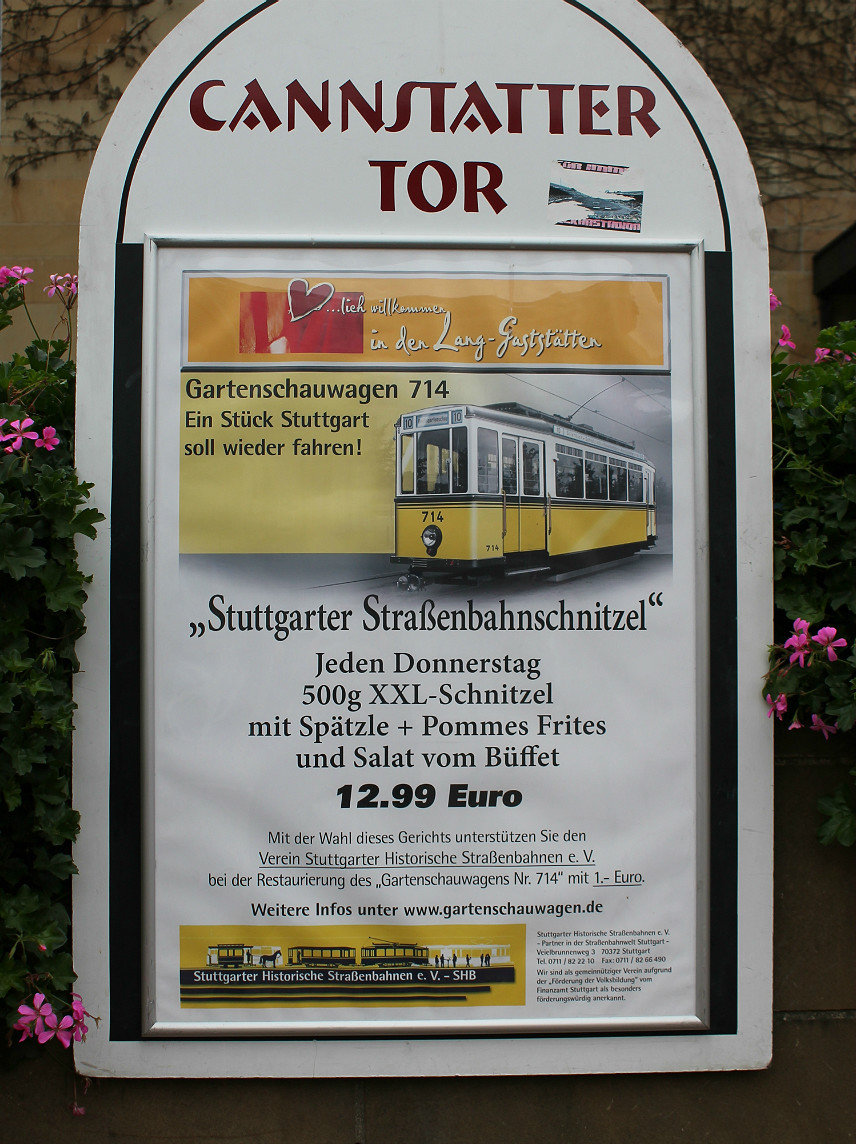 CANNSTATTER
TOR
...lich willkommen
in den Lang-Gaststätten
Gartenschauwagen 714
Ein Stück Stuttgart
soll wieder fahren!
10
10
714
714
„Stuttgarter Straßenbahnschnitzel“
Jeden Donnerstag
500g XXL-Schnitzel
mit Spätzle + Pommes Frites
und Salat vom Büffet
12.99 Euro
Mit der Wahl dieses Gerichts unterstützen Sie den
Verein Stuttgarter Historische Straßenbahnen e. V.
bei der Restaurierung des „Gartenschauwagens Nr. 714“ mit 1.- Euro.
Weitere Infos unter www.gartenschauwagen.de
Stuttgarter Historische Straßenbahnen e. V. - SHB
Stuttgarter Historische Straßenbahnen e. V.
- Partner in der Straßenbahnwelt Stuttgart -
Veielbrunnenweg 3 70372 Stuttgart
Tel. 0711 / 82 22 10 Fax: 0711 / 82 66 490
Wir sind als gemeinnütziger Verein aufgrund
der „Förderung der Volksbildung“ vom
Finanzamt Stuttgart als besonders
förderungswürdig anerkannt.